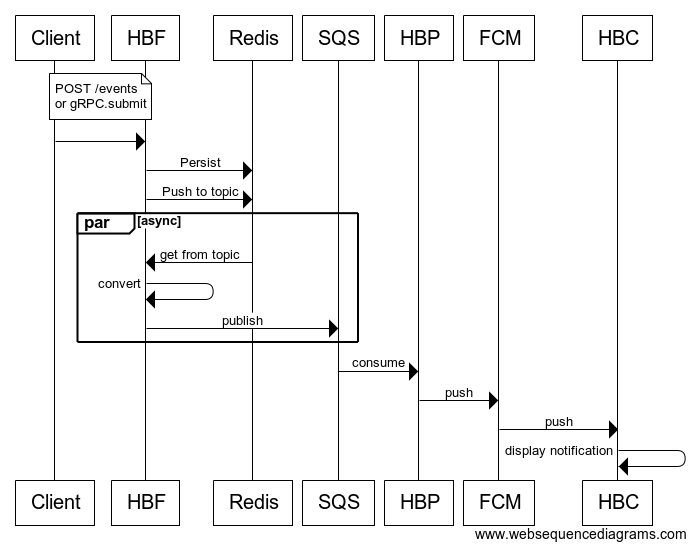 Client
HBF
Redis
SQS
HBP
FCM
HBC
POST /events
or gRPC.submit
Persist
Push to topic
par
[async]
get from topic
convert
publish
consume
push
push
display notification
Client
HBF
Redis
SQS
HBP
FCM
HBC
www.websequencediagrams.com